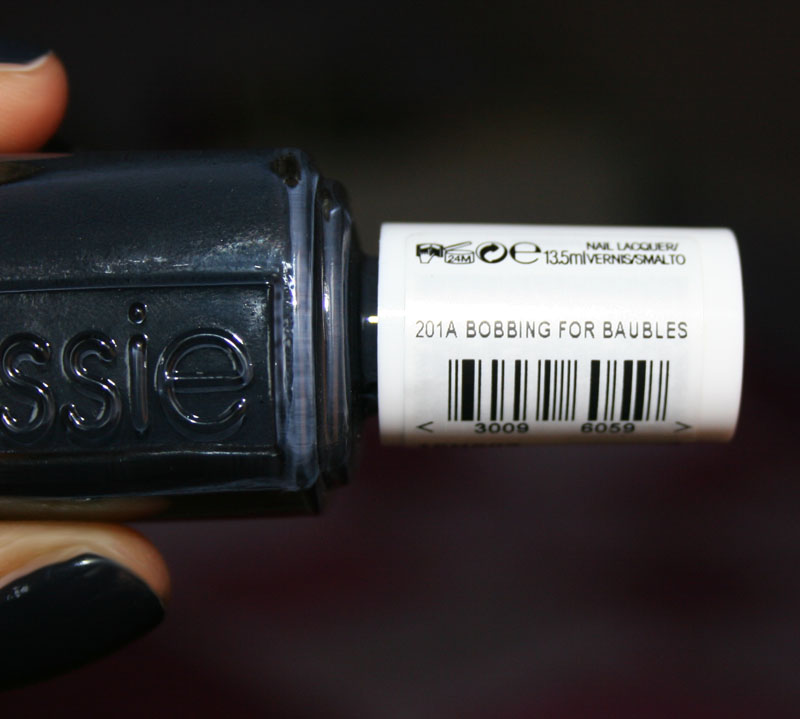 ssie
24M e 13.5ml NAIL LACQUER/
VERNIS/SMALTO
201A BOBBING FOR BAUBLES
< 3009 6059 >